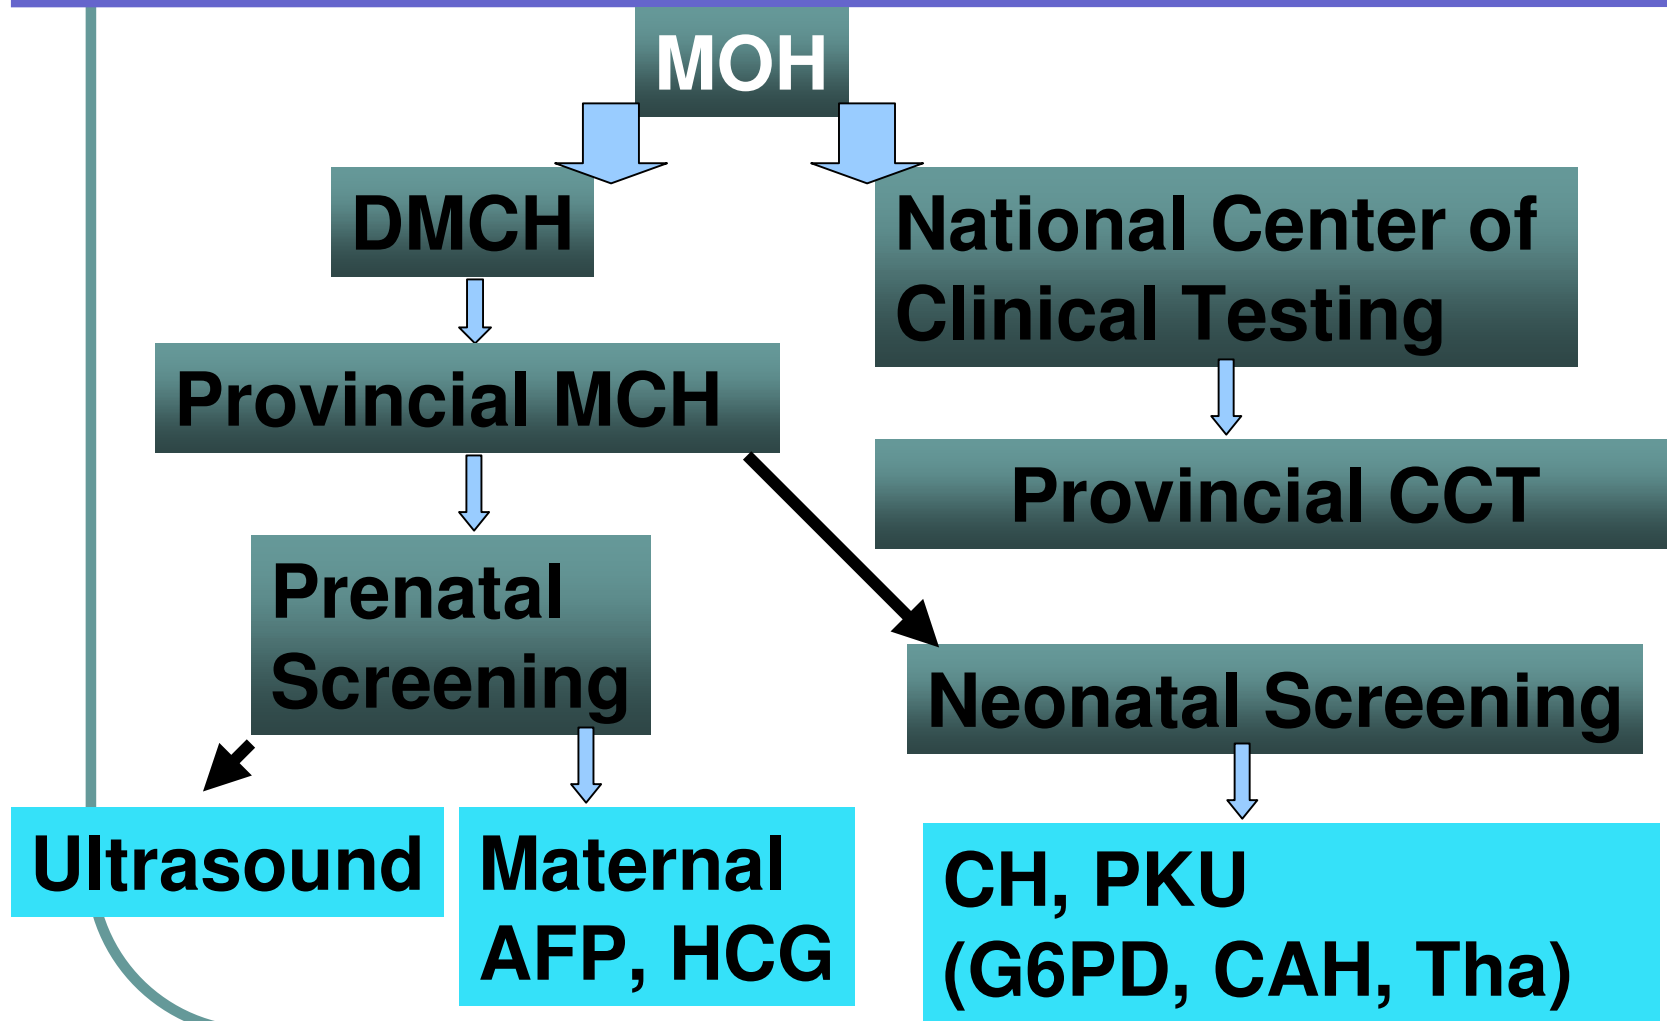 MOH
DMCH
National Center of
Clinical Testing
Provincial MCH
Provincial CCT
Prenatal
Screening
Neonatal Screening
Ultrasound
Maternal
AFP, HCG
CH, PKU
(G6PD, CAH, Tha)